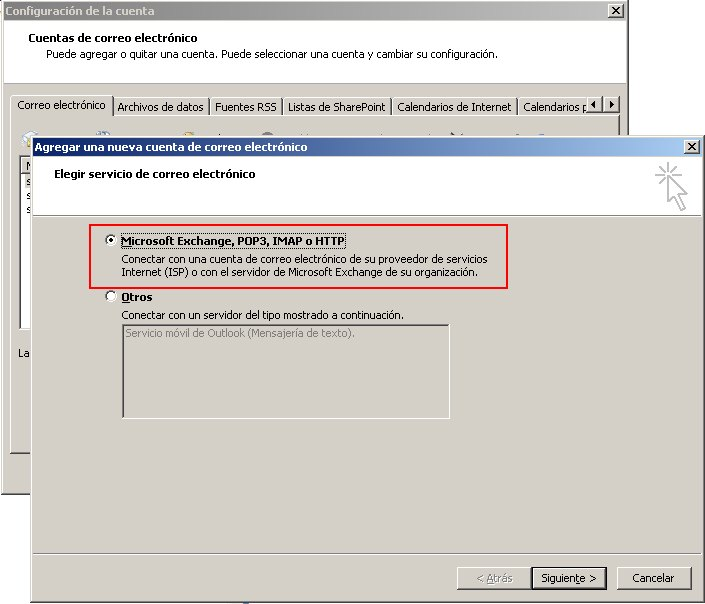 Configuración de la cuenta
Cuentas de correo electrónico
Puede agregar o quitar una cuenta. Puede seleccionar una cuenta y cambiar su configuración.
Correo electrónico Archivos de datos Fuentes RSS Listas de SharePoint Calendarios de Internet Calendarios
Agregar una nueva cuenta de correo electrónico
Elegir servicio de correo electrónico
Microsoft Exchange, POP3, IMAP o HTTP
Conectar con una cuenta de correo electrónico de su proveedor de servicios
Internet (ISP) o con el servidor de Microsoft Exchange de su organización.
Otros
Conectar con un servidor del tipo mostrado a continuación.
Servicio móvil de Outlook (Mensajería de texto).
La
< Atrás Siguiente > Cancelar